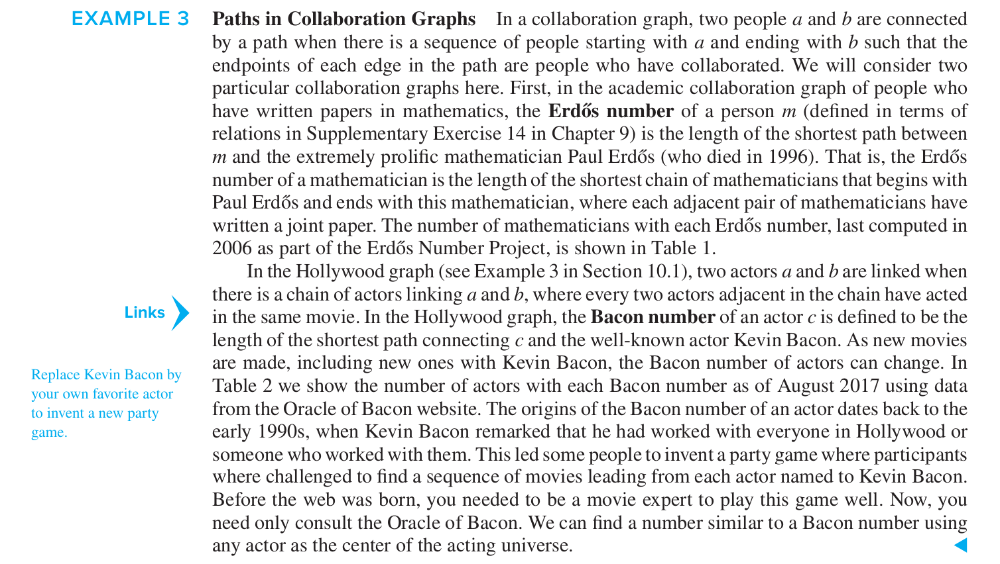 EXAMPLE 3
Paths in Collaboration Graphs In a collaboration graph, two people a and b are connected
by a path when there is a sequence of people starting with a and ending with b such that the
endpoints of each edge in the path are people who have collaborated. We will consider two
particular collaboration graphs here. First, in the academic collaboration graph of people who
have written papers in mathematics, the Erdős number of a person m (defined in terms of
relations in Supplementary Exercise 14 in Chapter 9) is the length of the shortest path between
m and the extremely prolific mathematician Paul Erdős (who died in 1996). That is, the Erdős
number of a mathematician is the length of the shortest chain of mathematicians that begins with
Paul Erdős and ends with this mathematician, where each adjacent pair of mathematicians have
written a joint paper. The number of mathematicians with each Erdős number, last computed in
2006 as part of the Erdős Number Project, is shown in Table 1.
In the Hollywood graph (see Example 3 in Section 10.1), two actors a and b are linked when
there is a chain of actors linking a and b, where every two actors adjacent in the chain have acted
in the same movie. In the Hollywood graph, the Bacon number of an actor c is defined to be the
length of the shortest path connecting c and the well-known actor Kevin Bacon. As new movies
are made, including new ones with Kevin Bacon, the Bacon number of actors can change. In
Table 2 we show the number of actors with each Bacon number as of August 2017 using data
from the Oracle of Bacon website. The origins of the Bacon number of an actor dates back to the
early 1990s, when Kevin Bacon remarked that he had worked with everyone in Hollywood or
someone who worked with them. This led some people to invent a party game where participants
where challenged to find a sequence of movies leading from each actor named to Kevin Bacon.
Before the web was born, you needed to be a movie expert to play this game well. Now, you
need only consult the Oracle of Bacon. We can find a number similar to a Bacon number using
any actor as the center of the acting universe.
Links
Replace Kevin Bacon by
your own favorite actor
to invent a new party
game.